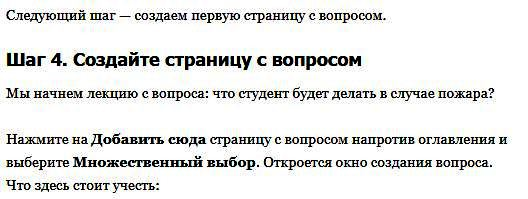 Следующий шаг — создаем первую страницу с вопросом.
Шаг 4. Создайте страницу с вопросом
Мы начнем лекцию с вопроса: что студент будет делать в случае пожара?
Нажмите на Добавить сюда страницу с вопросом напротив оглавления и
выберите Множественный выбор. Откроется окно создания вопроса.
Что здесь стоит учесть: